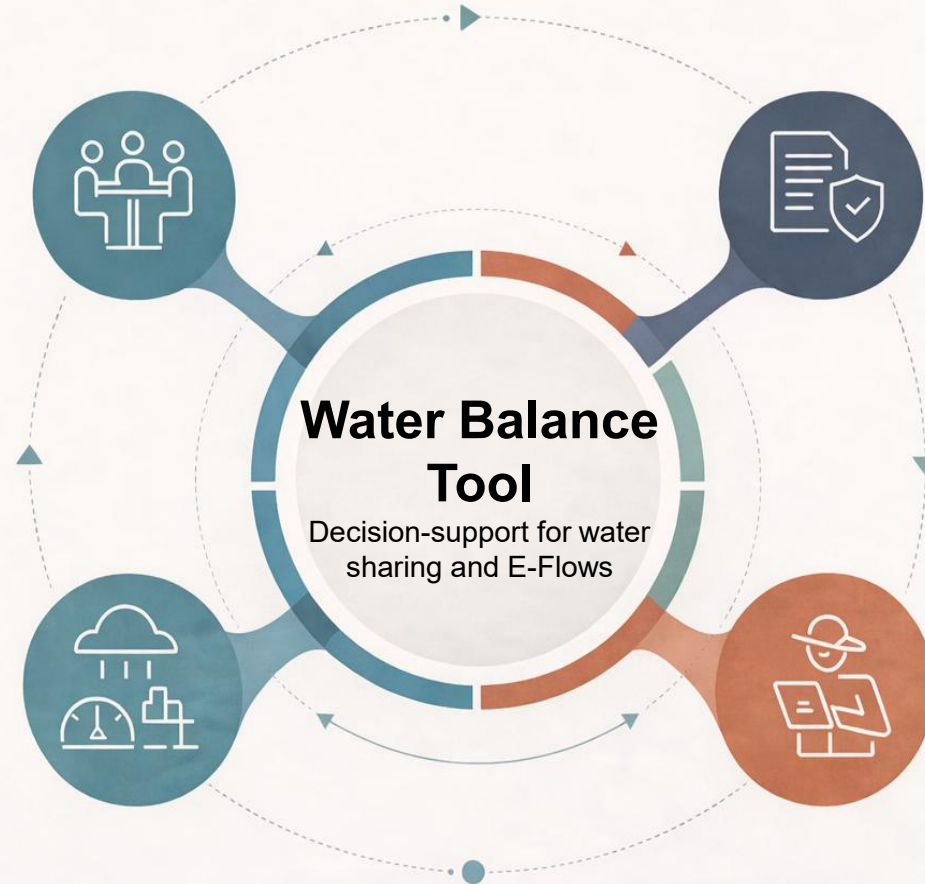 Water Balance
Tool
Decision-support for water
sharing and E-Flows